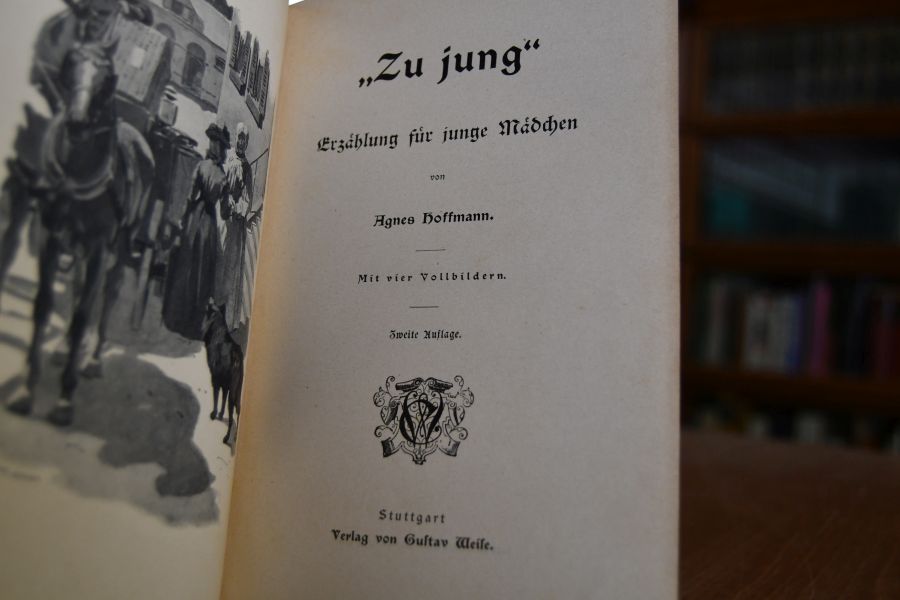 „Zu jung“
Erzählung für junge Mädchen
von
Agnes Hoffmann.
Mit vier Vollbildern.
Zweite Auflage.
Stuttgart
Verlag von Gustav Weise.